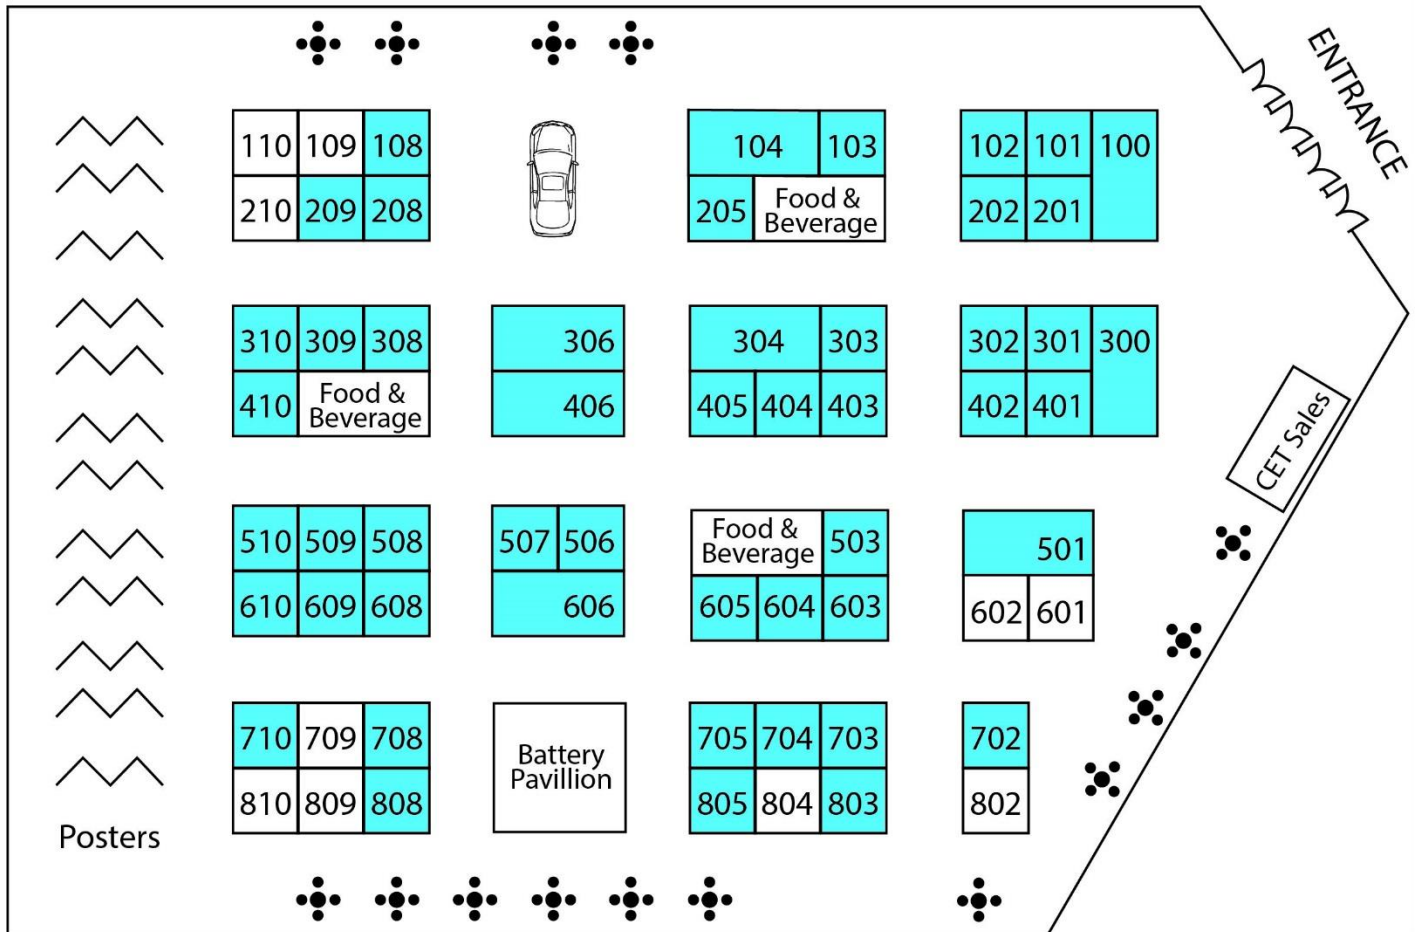 ENTRANCE
110 109 108 104 103 102 101 100
210 209 208 205 Food &
Beverage 202 201
310 309 308 306 304 303 302 301 300
410 Food &
Beverage 406 405 404 403 402 401
CET Sales
510 509 508 507 506 Food &
Beverage 503 501
610 609 608 606 605 604 603 602 601
710 709 708 Battery
Pavillion 705 704 703 702
810 809 808 805 804 803 802
Posters